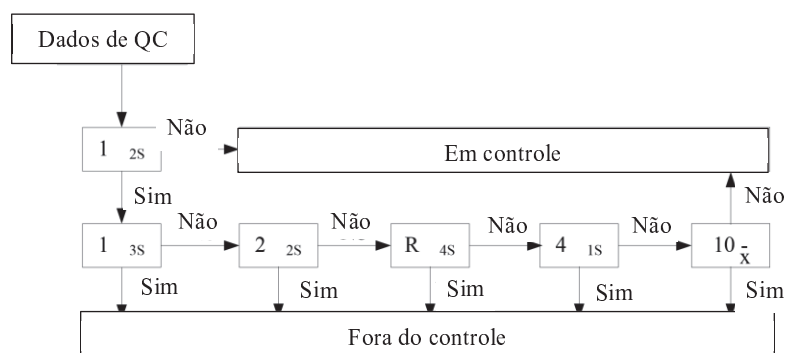 Dados de QC
Não
1 2S
Em controle
Sim
Não
Não
Não
Não
Não
1 3S
2 2S
R 4S
4 1S
10 x̄
Sim
Sim
Sim
Sim
Sim
Fora do controle